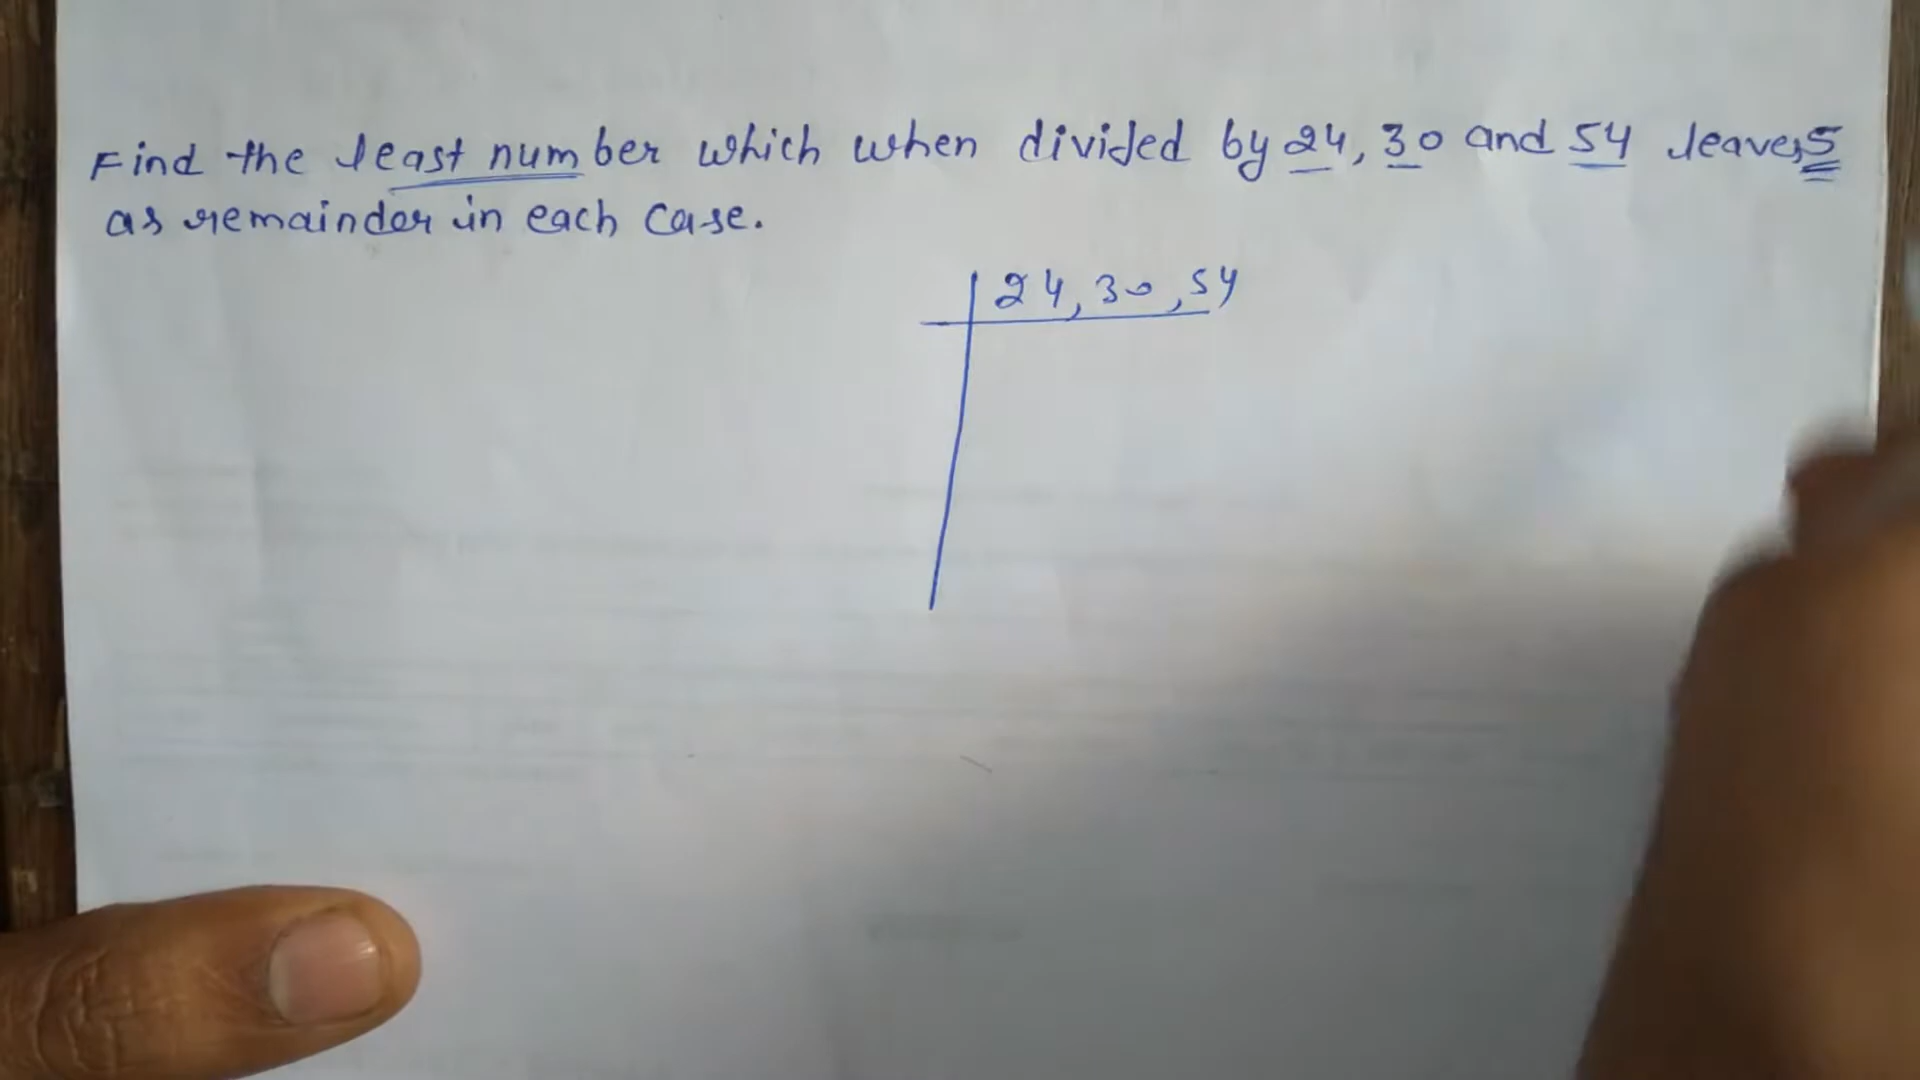 Find the least number which when divided by 24, 30 and 54 leaves 5
as remainder in each case.
24, 30, 54